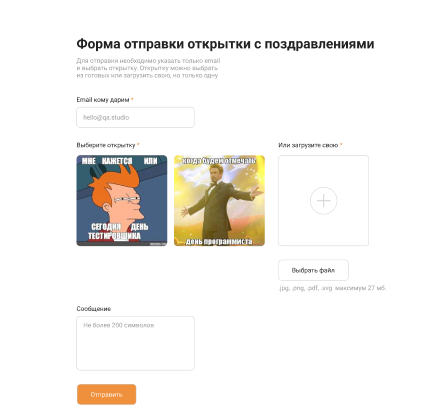 Форма отправки открытки с поздравлениями
Для отправки необходимо указать только email
и выбрать открытку. Открытку можно выбрать
из готовых или загрузить свою, но только одну
Email кому дарим *
hello@qa.studio
Выберите открытку *
Или загрузите свою *
МНЕ КАЖЕТСЯ ИЛИ
СЕГОДНЯ ДЕНЬ
ТЕСТИРОВЩИКА
когда будем отмечать
день программиста
Выбрать файл
.jpg, .png, .pdf, .svg максимум 27 мб.
Сообщение
Не более 200 символов
Отправить